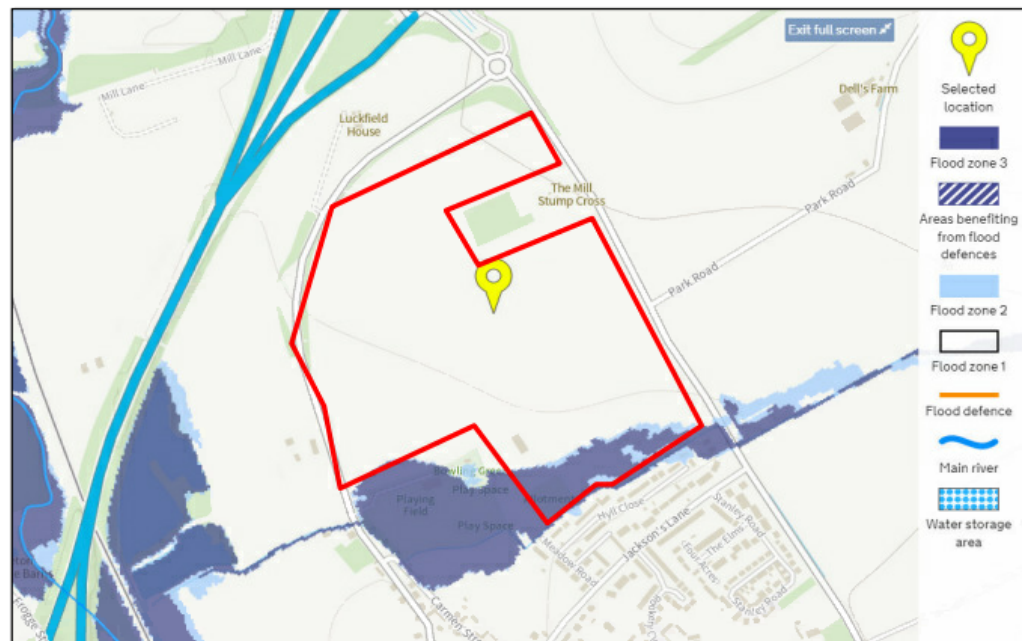 Exit full screen
Mill Lane
Mill Lane
Luckfield
House
Dell's Farm
The Mill
Stump Cross
Park Road
Park Road
Bowling Green
Playing
Field
Play Space
Play Space
Allotment
Hyll Close
Meadow Road
Jackson's Lane
Four Acres
The Elms
Stanley Road
Stanley Road
Carmen
Selected
location
Flood zone 3
Areas benefiting
from flood
defences
Flood zone 2
Flood zone 1
Flood defence
Main river
Water storage
area